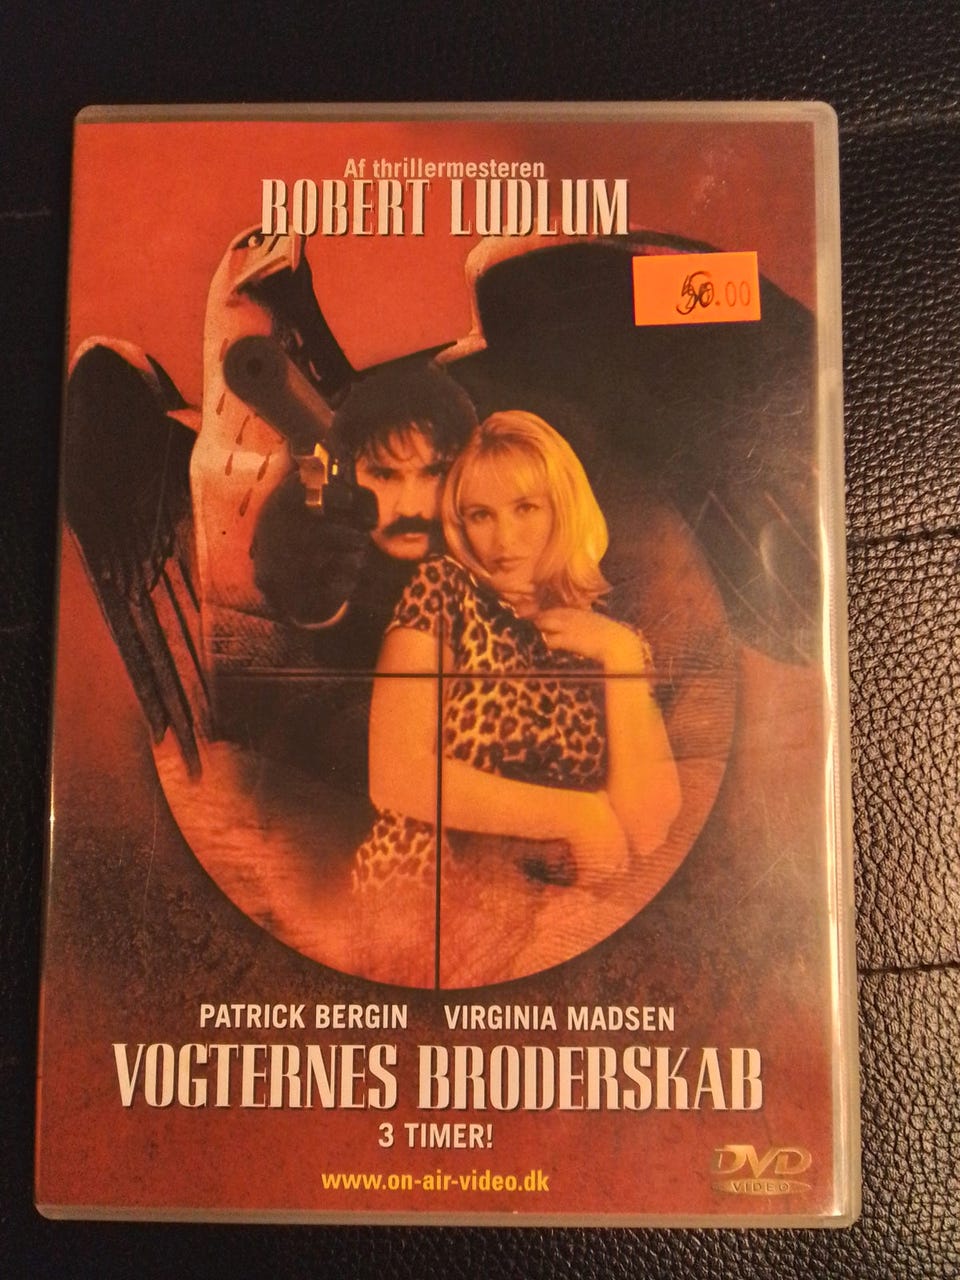 Af thrillermesteren
ROBERT LUDLUM
.00
PATRICK BERGIN VIRGINIA MADSEN
VOGTERNES BRODERSKAB
3 TIMER!
www.on-air-video.dk
DVD
VIDEO